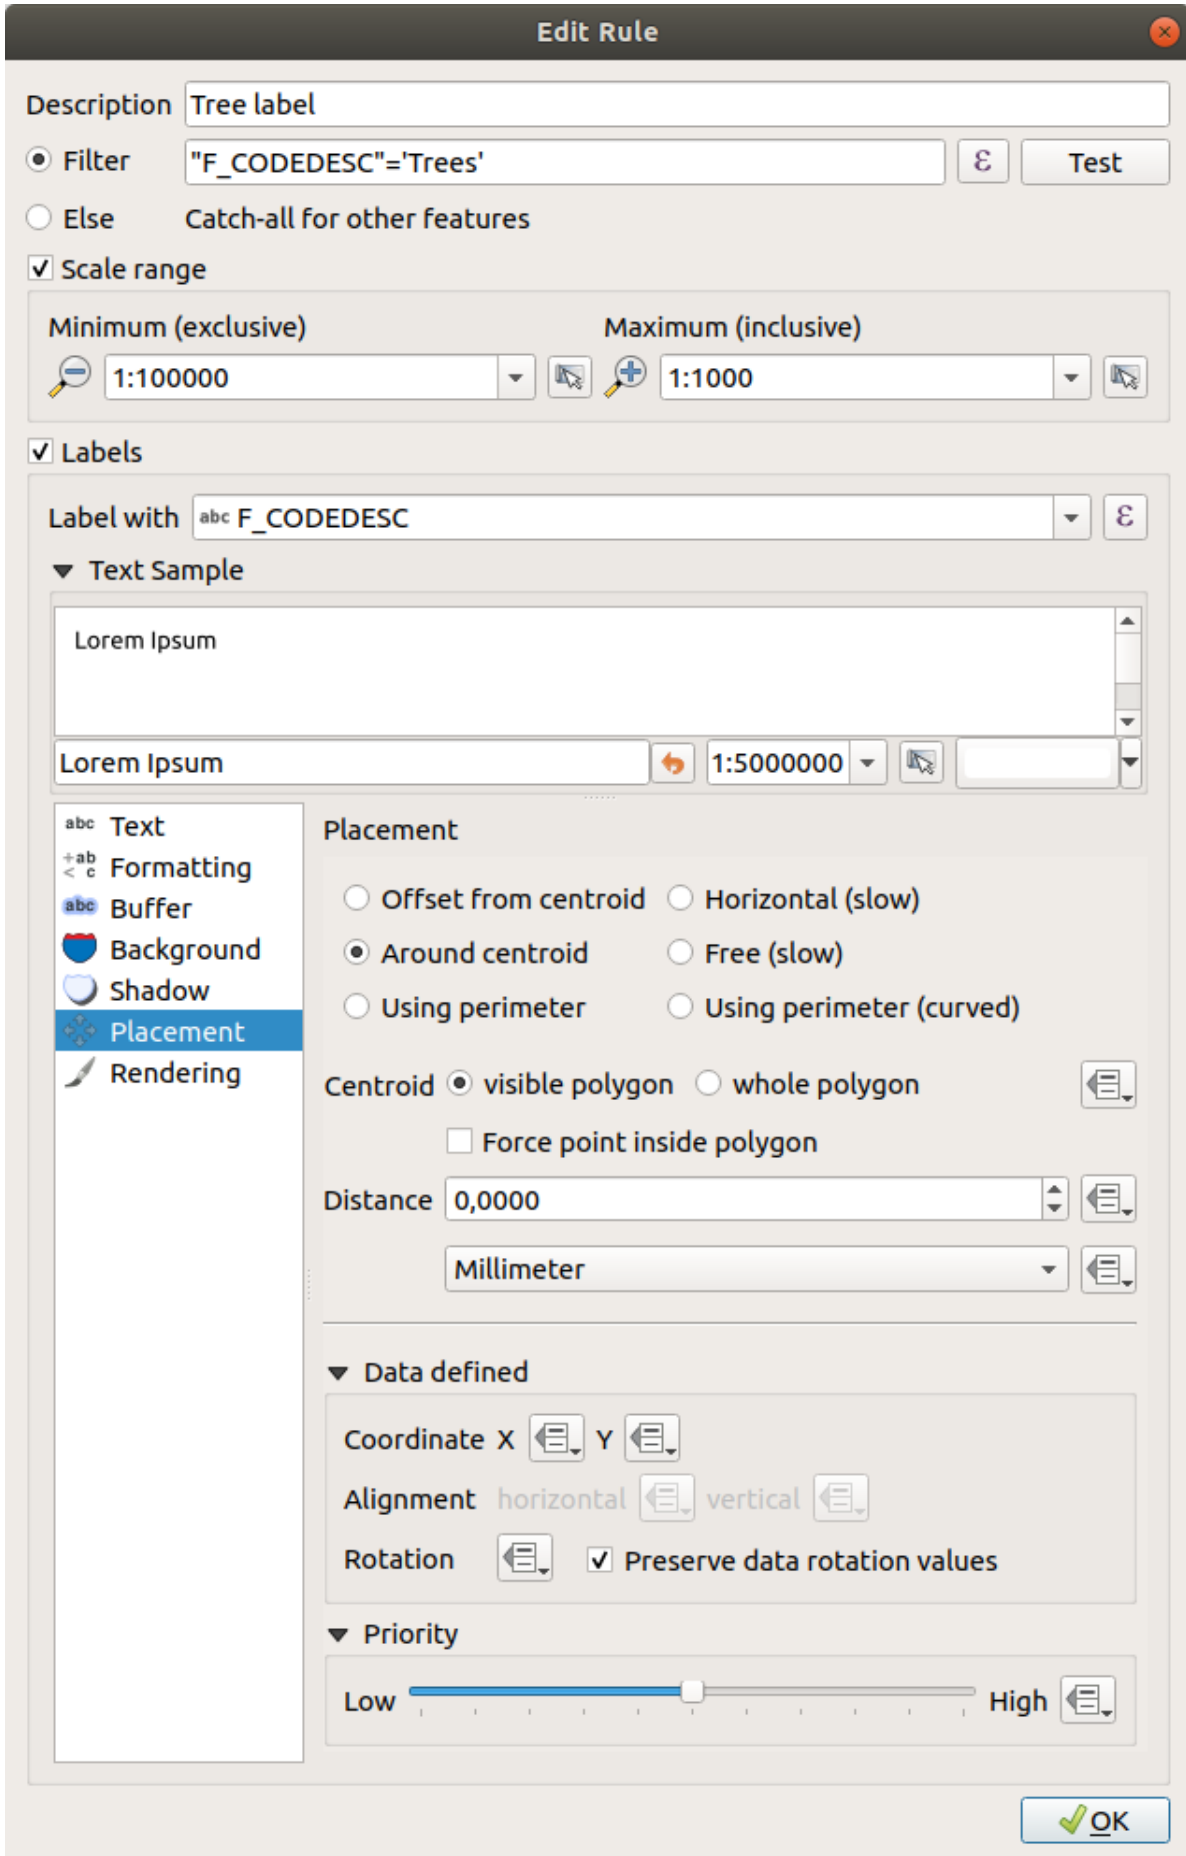 Edit Rule
Description Tree label
Filter "F_CODEDESC"='Trees' ε Test
Else Catch-all for other features
Scale range
Minimum (exclusive) Maximum (inclusive)
1:100000 1:1000
Labels
Label with abc F_CODEDESC ε
Text Sample
Lorem Ipsum
Lorem Ipsum 1:5000000
abc Text
+ab < c Formatting
abc Buffer
Background
Shadow
Placement
Rendering
Placement
Offset from centroid Horizontal (slow)
Around centroid Free (slow)
Using perimeter Using perimeter (curved)
Centroid visible polygon whole polygon
Force point inside polygon
Distance 0,0000
Millimeter
Data defined
Coordinate X Y
Alignment horizontal vertical
Rotation Preserve data rotation values
Priority
Low High
OK